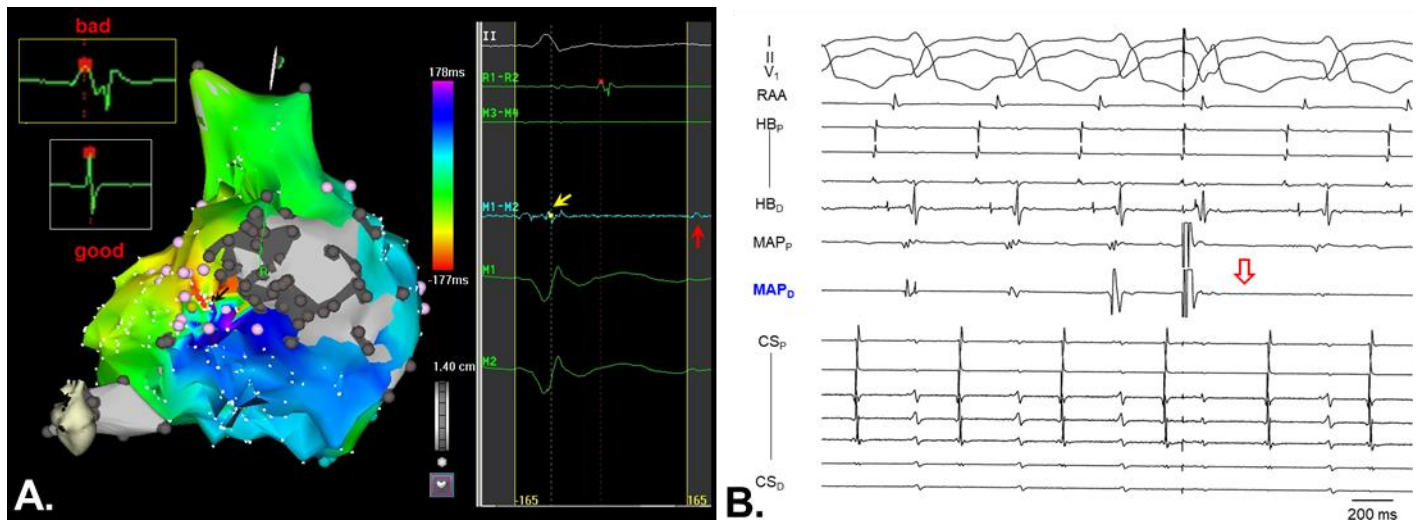 bad
good
178ms
-177ms
1.40 cm
R
A.
II
R1-R2
M3-M4
M1-M2
M1
M2
-165
165
I
II
V1
RAA
HBP
HBD
MAPP
MAPD
CSP
CSD
200 ms
B.